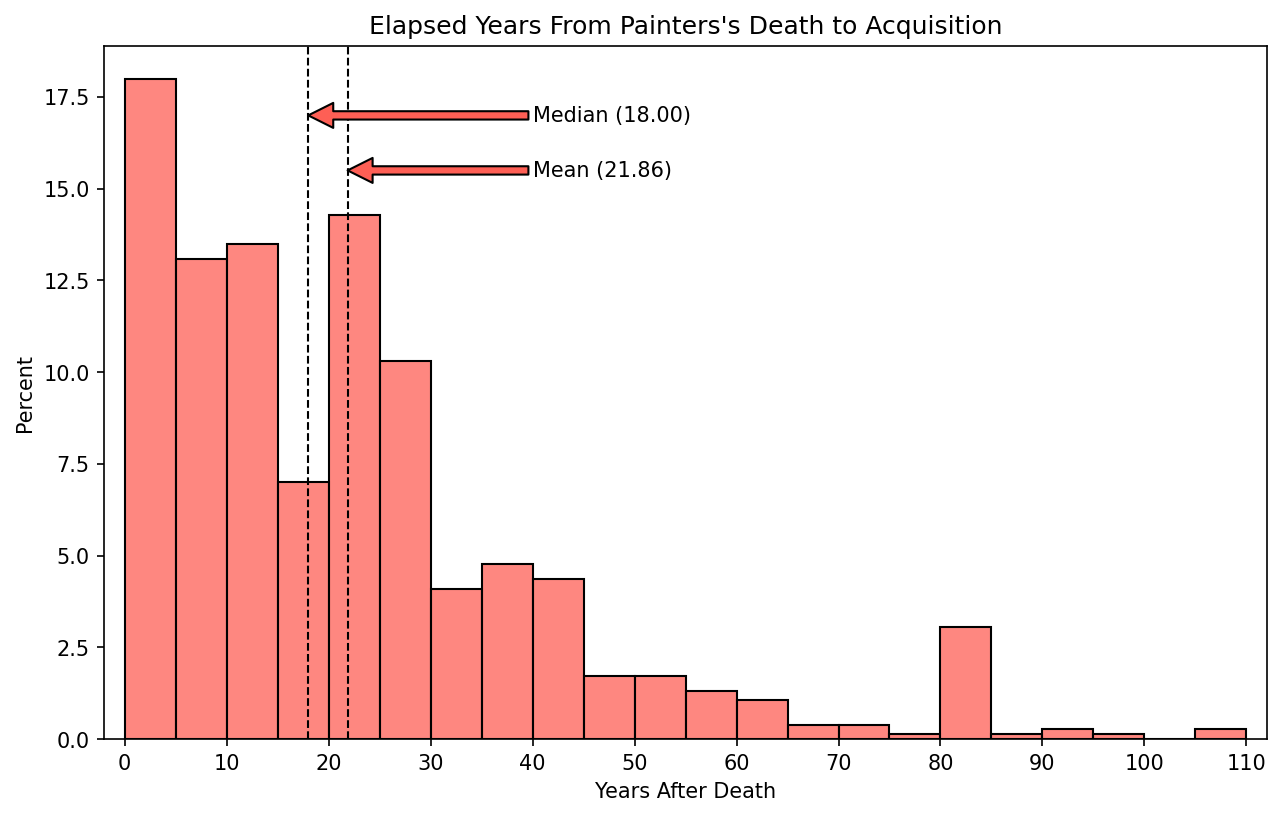 Elapsed Years From Painters's Death to Acquisition
17.5
15.0
12.5
10.0
7.5
5.0
2.5
0.0
Percent
Median (18.00)
Mean (21.86)
0 10 20 30 40 50 60 70 80 90 100 110
Years After Death